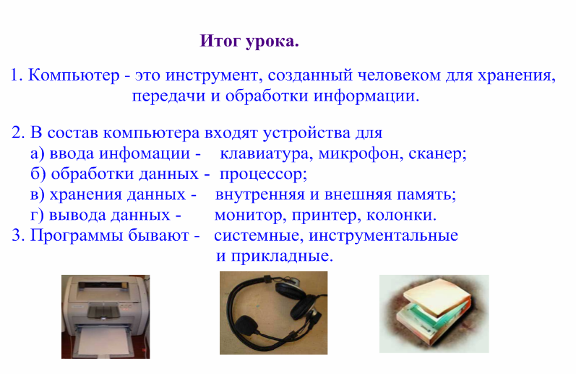 Итог урока.
1. Компьютер - это инструмент, созданный человеком для хранения,
передачи и обработки информации.
2. В состав компьютера входят устройства для
а) ввода инфомации - клавиатура, микрофон, сканер;
б) обработки данных - процессор;
в) хранения данных - внутренняя и внешняя память;
г) вывода данных - монитор, принтер, колонки.
3. Программы бывают - системные, инструментальные
и прикладные.